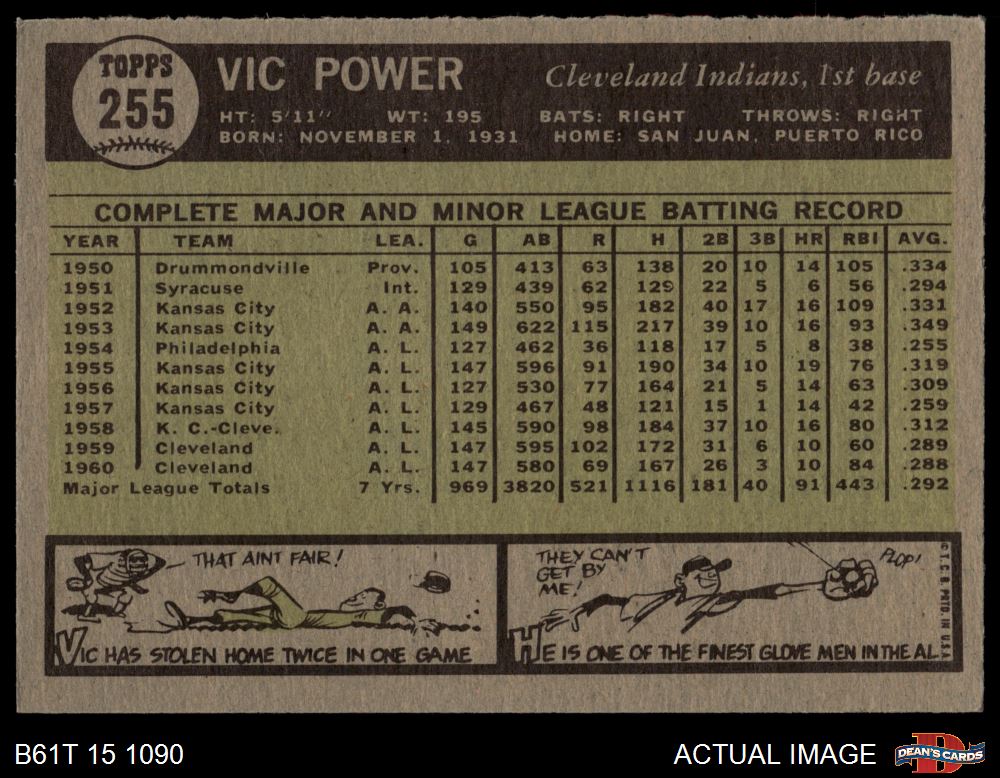 TOPPS
255
VIC POWER
Cleveland Indians, 1st base
HT: 5'11" WT: 195 BATS: RIGHT THROWS: RIGHT
BORN: NOVEMBER 1, 1931 HOME: SAN JUAN, PUERTO RICO
COMPLETE MAJOR AND MINOR LEAGUE BATTING RECORD
YEAR TEAM LEA. G AB R H 2B 3B HR RBI AVG.
1950 Drummondville Prov. 105 413 63 138 20 10 14 105 .334
1951 Syracuse Int. 129 439 62 129 22 5 6 56 .294
1952 Kansas City A. A. 140 550 95 182 40 17 16 109 .331
1953 Kansas City A. A. 149 622 115 217 39 10 16 93 .349
1954 Philadelphia A. L. 127 462 36 118 17 5 8 38 .255
1955 Kansas City A. L. 147 596 91 190 34 10 19 76 .319
1956 Kansas City A. L. 127 530 77 164 21 5 14 63 .309
1957 Kansas City A. L. 129 467 48 121 15 1 14 42 .259
1958 K. C.-Cleve. A. L. 145 590 98 184 37 10 16 80 .312
1959 Cleveland A. L. 147 595 102 172 31 6 10 60 .289
1960 Cleveland A. L. 147 580 69 167 26 3 10 84 .288
Major League Totals 7 Yrs. 969 3820 521 1116 181 40 91 443 .292
THAT AINT FAIR!
VIC HAS STOLEN HOME TWICE IN ONE GAME
THEY CAN'T
GET BY
ME!
PLOP!
HE IS ONE OF THE FINEST GLOVE MEN IN THE AL
© T. C. G. PRTD. IN U.S.A.
B61T 15 1090
ACTUAL IMAGE
DEAN'S CARDS